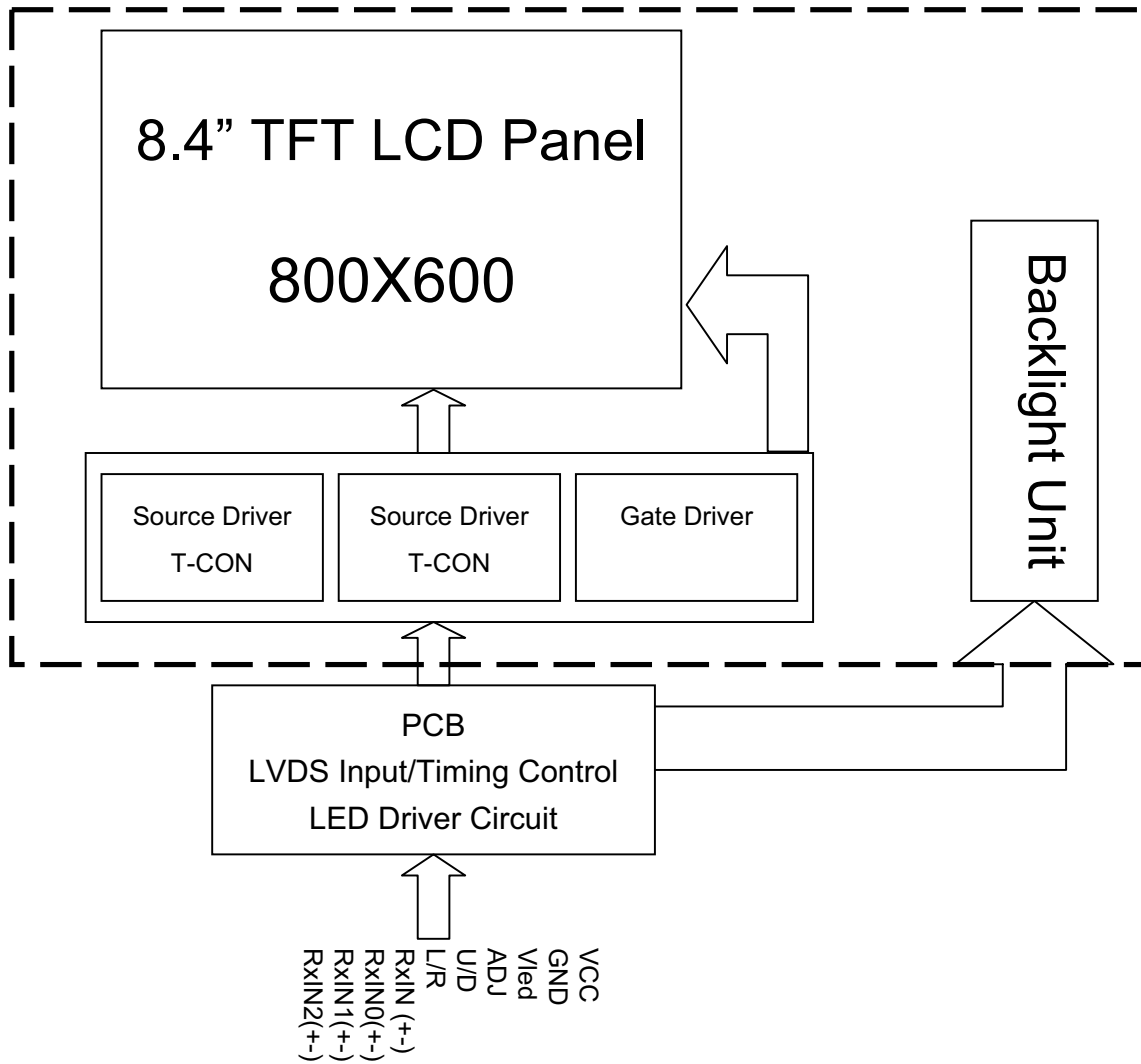 8.4” TFT LCD Panel
800X600
Backlight Unit
Source Driver
T-CON
Source Driver
T-CON
Gate Driver
PCB
LVDS Input/Timing Control
LED Driver Circuit
VCC
GND
Vled
ADJ
U/D
L/R
RxIN (+-)
RxIN0(+-)
RxIN1(+-)
RxIN2(+-)